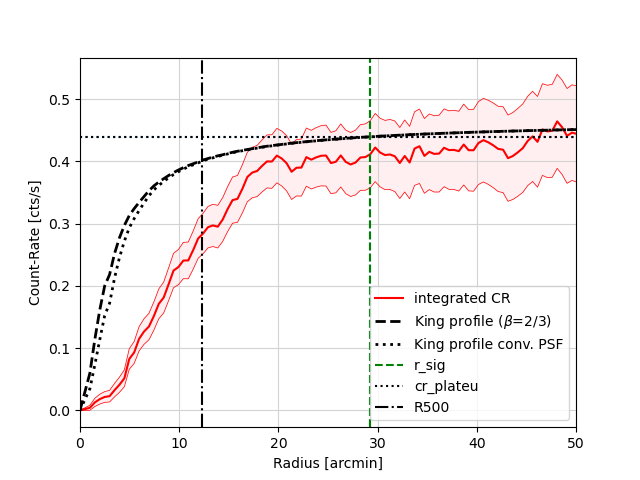 0.5
0.4
0.3
0.2
0.1
0.0
Count-Rate [cts/s]
integrated CR
King profile (β=2/3)
King profile conv. PSF
r_sig
cr_plateu
R500
0 10 20 30 40 50
Radius [arcmin]